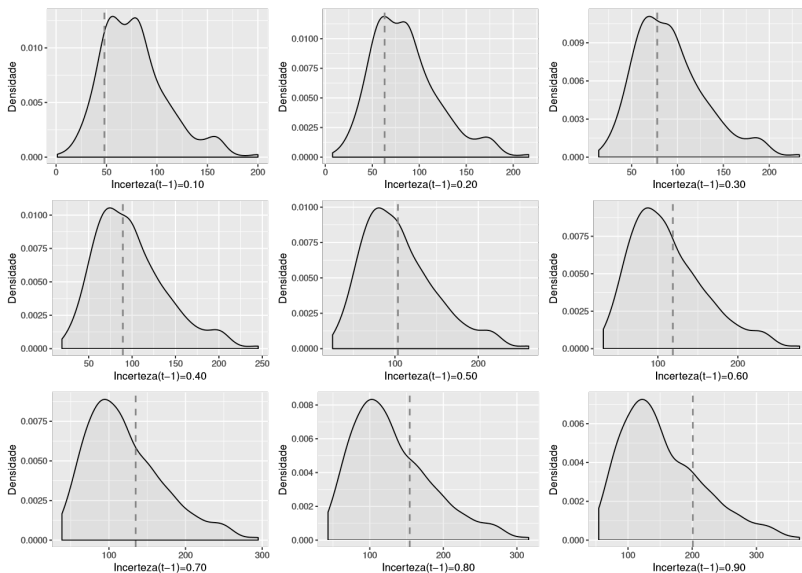 Densidade
0.010
0.005
0.000
0 50 100 150 200
Incerteza(t−1)=0.10
Densidade
0.0100
0.0075
0.0050
0.0025
0.0000
0 50 100 150 200
Incerteza(t−1)=0.20
Densidade
0.009
0.006
0.003
0.000
50 100 150 200
Incerteza(t−1)=0.30
Densidade
0.0100
0.0075
0.0050
0.0025
0.0000
50 100 150 200 250
Incerteza(t−1)=0.40
Densidade
0.0100
0.0075
0.0050
0.0025
0.0000
100 200
Incerteza(t−1)=0.50
Densidade
0.0075
0.0050
0.0025
0.0000
100 200
Incerteza(t−1)=0.60
Densidade
0.0075
0.0050
0.0025
0.0000
100 200 300
Incerteza(t−1)=0.70
Densidade
0.008
0.006
0.004
0.002
0.000
100 200 300
Incerteza(t−1)=0.80
Densidade
0.006
0.004
0.002
0.000
100 200 300
Incerteza(t−1)=0.90